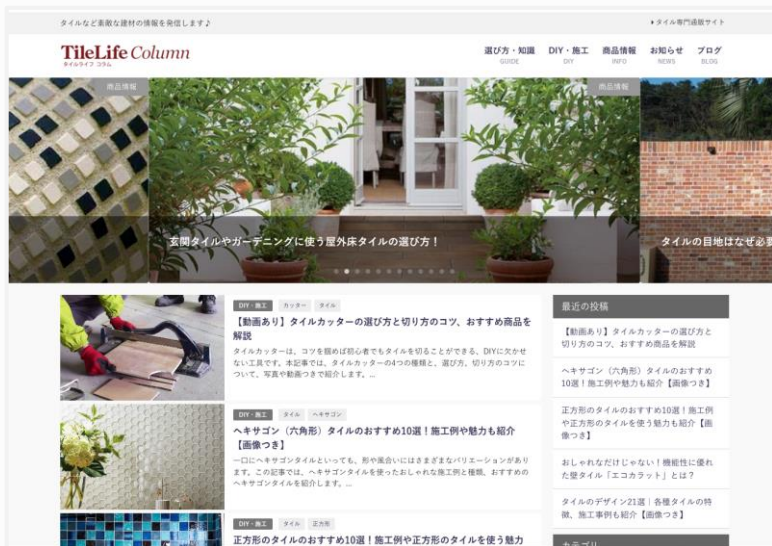 タイルなど素敵な建材の情報を発信します♪
タイル専門通販サイト
TileLife Column
タイルライフ コラム
選び方・知識 DIY・施工 商品情報 お知らせ ブログ
GUIDE DIY INFO NEWS BLOG
商品情報
商品情報
玄関タイルやガーデニングに使う屋外床タイルの選び方！
タイルの目地はなぜ必要
DIY・施工 カッター タイル
【動画あり】タイルカッターの選び方と切り方のコツ、おすすめ商品を
解説
タイルカッターは、コツを掴めば初心者でもタイルを切ることができる、DIYに欠かせ
ない工具です。本記事では、タイルカッターの4つの種類と、選び方、切り方のコツに
ついて、写真や動画つきで紹介します。...
DIY・施工 タイル ヘキサゴン
ヘキサゴン（六角形）タイルのおすすめ10選！施工例や魅力も紹介
【画像つき】
一口にヘキサゴンタイルといっても、形や風合いにはさまざまなバリエーションがあり
ます。この記事では、ヘキサゴンタイルを使ったおしゃれな施工例と種類、おすすめの
ヘキサゴンタイルを紹介します。...
DIY・施工 タイル 正方形
正方形のタイルのおすすめ10選！施工例や正方形のタイルを使う魅力
最近の投稿
【動画あり】タイルカッターの選び方と
切り方のコツ、おすすめ商品を解説
ヘキサゴン（六角形）タイルのおすすめ
10選！施工例や魅力も紹介【画像つき】
正方形のタイルのおすすめ10選！施工例
や正方形のタイルを使う魅力も紹介【画
像つき】
おしゃれなだけじゃない！機能性に優れ
た壁タイル「エコカラット」とは？
タイルのデザイン21選｜各種タイルの特
徴、施工事例も紹介【画像つき】
カテゴリ